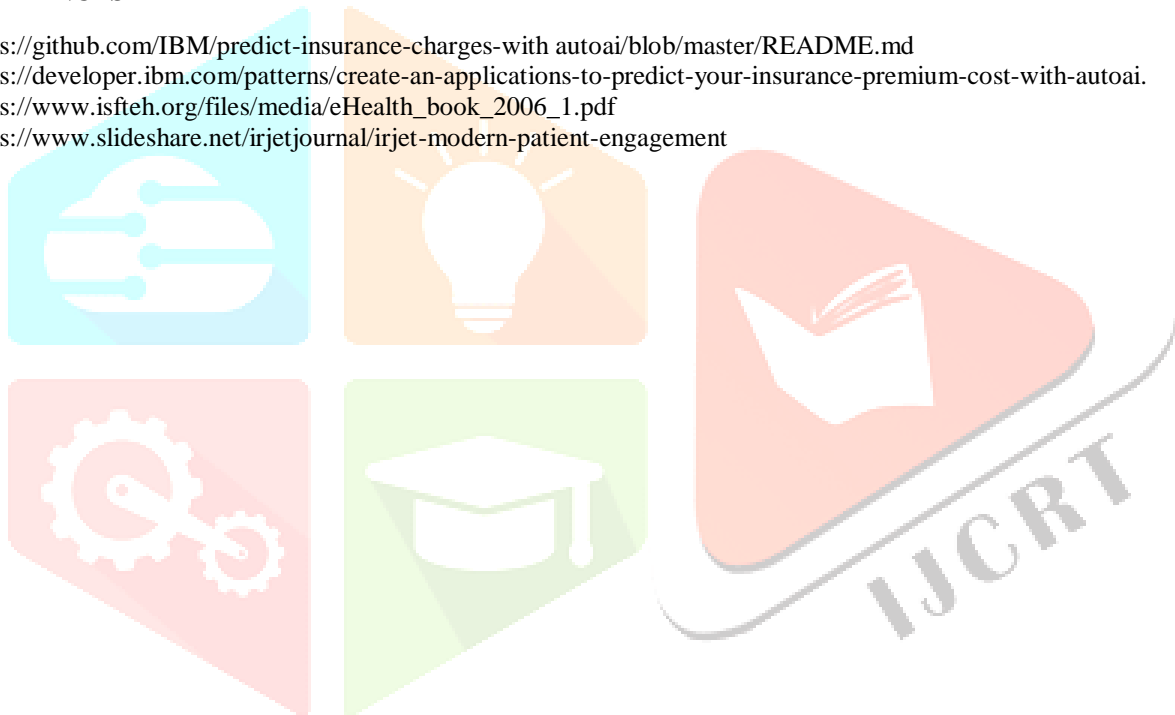 s://github.com/IBM/predict-insurance-charges-with autoai/blob/master/README.md
s://developer.ibm.com/patterns/create-an-applications-to-predict-your-insurance-premium-cost-with-autoai.
s://www.isfteh.org/files/media/eHealth_book_2006_1.pdf
s://www.slideshare.net/irjetjournal/irjet-modern-patient-engagement
IJCRT